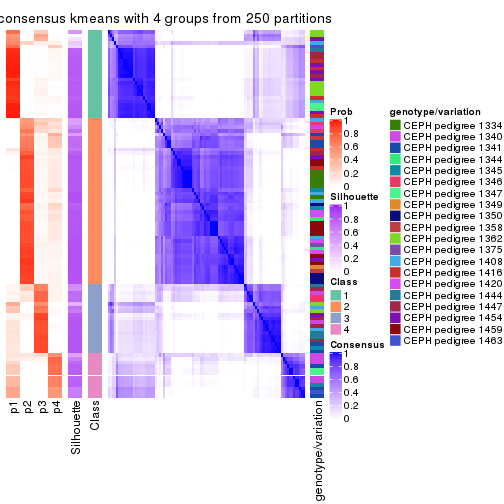 consensus kmeans with 4 groups from 250 partitions
p1
p2
p3
p4
Silhouette
Class
genotype/variation
Prob
1
0.8
0.6
0.4
0.2
0
Silhouette
1
0.8
0.6
0.4
0.2
0
Class
1
2
3
4
Consensus
1
0.8
0.6
0.4
0.2
0
genotype/variation
CEPH pedigree 1334
CEPH pedigree 1340
CEPH pedigree 1341
CEPH pedigree 1344
CEPH pedigree 1345
CEPH pedigree 1346
CEPH pedigree 1347
CEPH pedigree 1349
CEPH pedigree 1350
CEPH pedigree 1358
CEPH pedigree 1362
CEPH pedigree 1375
CEPH pedigree 1408
CEPH pedigree 1416
CEPH pedigree 1420
CEPH pedigree 1444
CEPH pedigree 1447
CEPH pedigree 1454
CEPH pedigree 1459
CEPH pedigree 1463